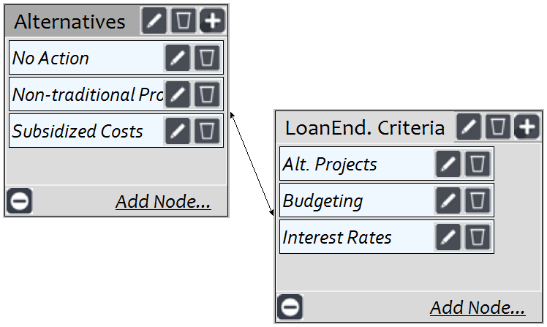 Alternatives
No Action
Non-traditional Pro
Subsidized Costs
Add Node...
LoanEnd. Criteria
Alt. Projects
Budgeting
Interest Rates
Add Node...